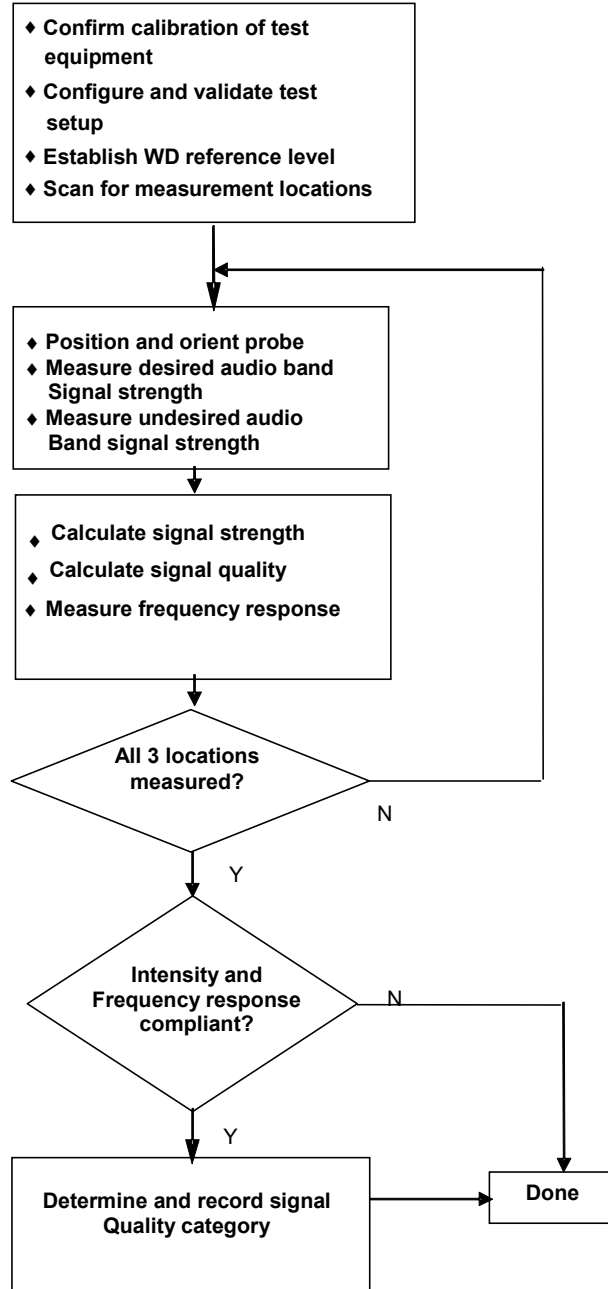 ♦ Confirm calibration of test
equipment
♦ Configure and validate test
setup
♦ Establish WD reference level
♦ Scan for measurement locations
♦ Position and orient probe
♦ Measure desired audio band
Signal strength
♦ Measure undesired audio
Band signal strength
♦ Calculate signal strength
♦ Calculate signal quality
♦ Measure frequency response
All 3 locations
measured?
N
Y
Intensity and
Frequency response
compliant?
N
Y
Determine and record signal
Quality category
Done